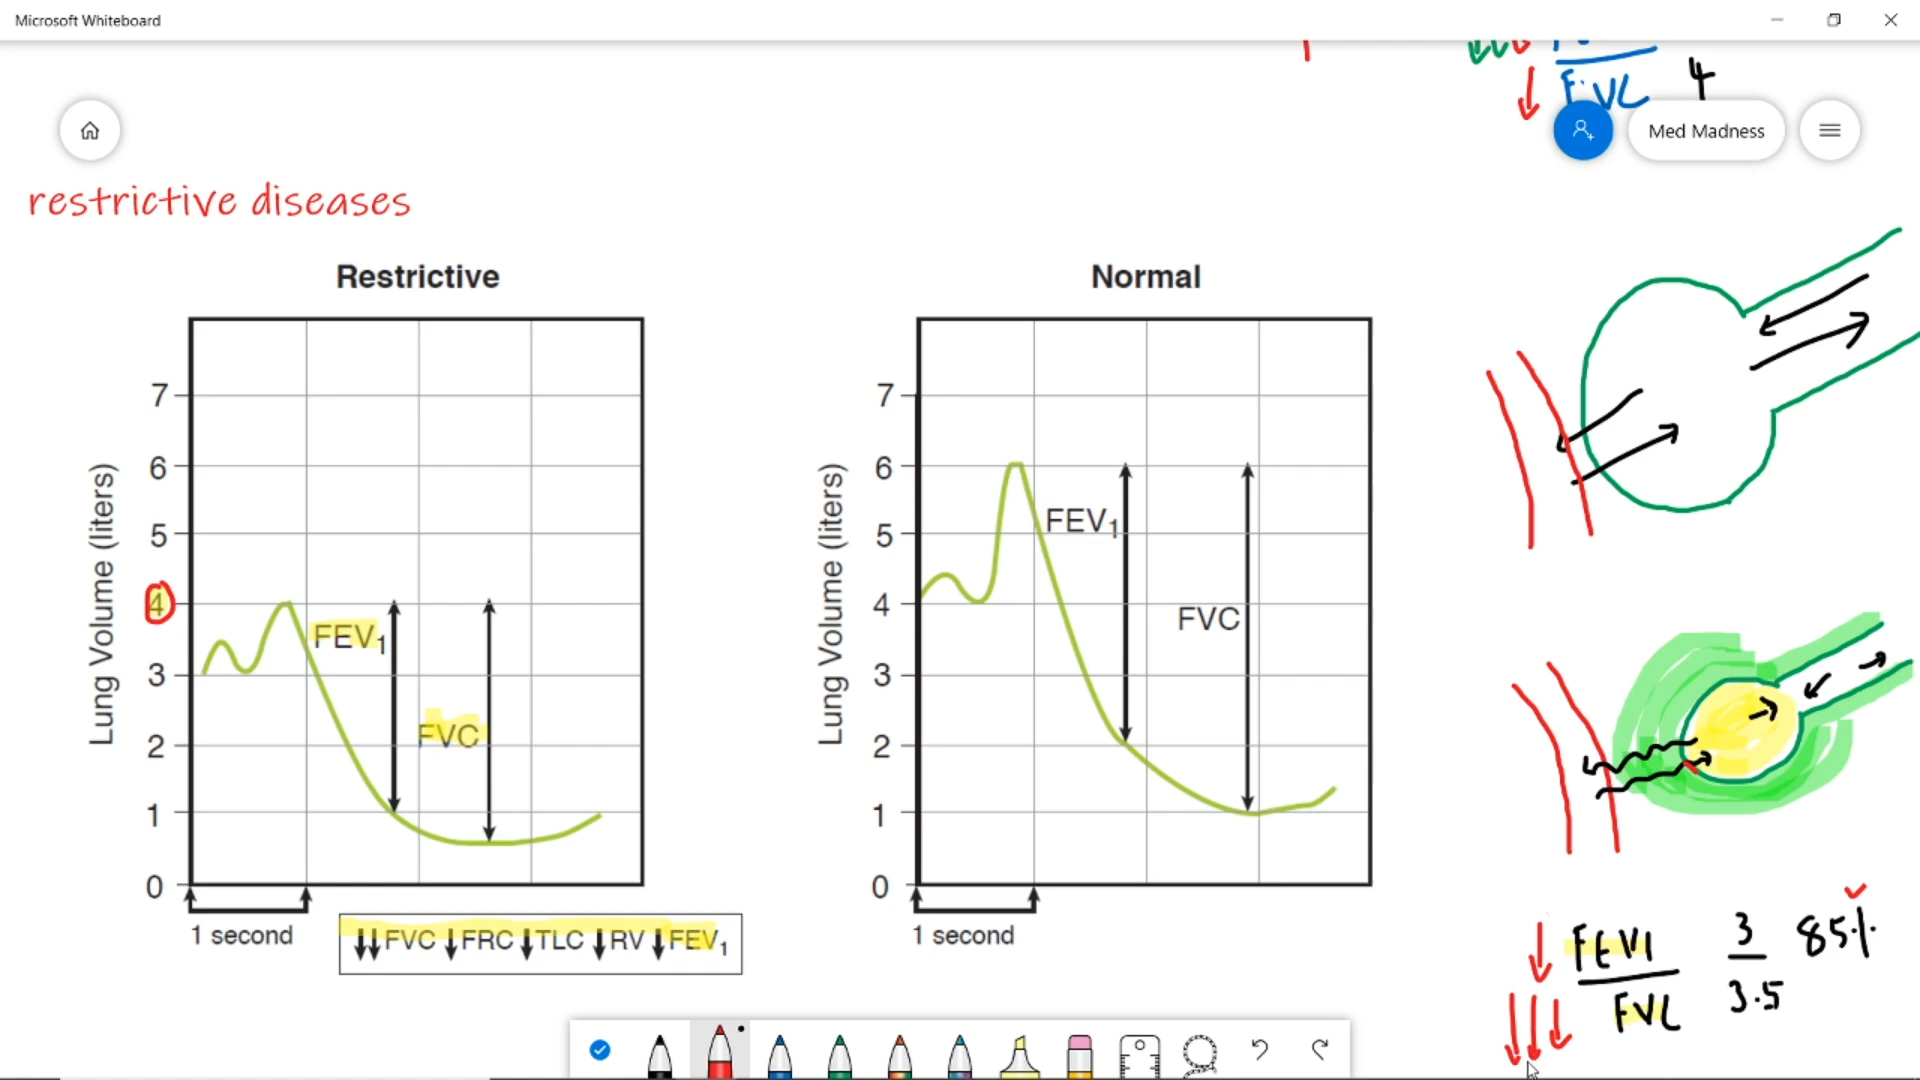 Microsoft Whiteboard
FVC
4
Med Madness
restrictive diseases
Restrictive
Lung Volume (liters)
7
6
5
4
3
2
1
0
FEV1
FVC
1 second
↓↓FVC ↓FRC ↓TLC ↓RV ↓FEV1
Normal
Lung Volume (liters)
7
6
5
4
3
2
1
0
FEV1
FVC
1 second
FEV1 3 85%
FVC 3.5